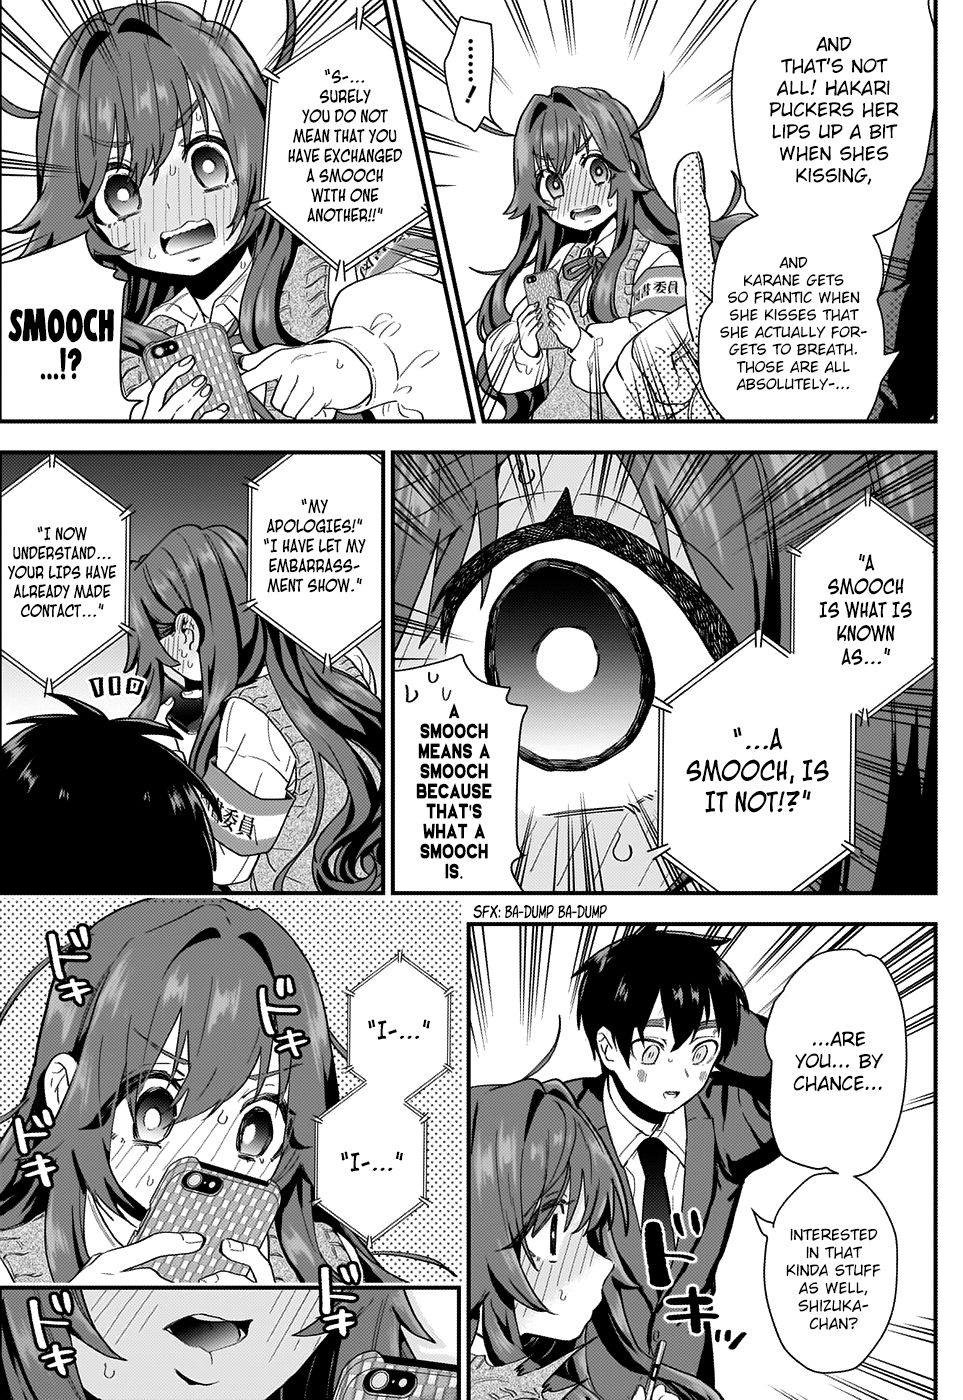 AND
THAT'S NOT
ALL! HAKARI
PUCKERS HER
LIPS UP A BIT
WHEN SHES
KISSING,
AND
KARANE GETS
SO FRANTIC WHEN
SHE KISSES THAT
SHE ACTUALLY FOR-
GETS TO BREATH.
THOSE ARE ALL
ABSOLUTELY-...
......!
委員
"S-...
SURELY
YOU DO NOT
MEAN THAT YOU
HAVE EXCHANGED
A SMOOCH
WITH ONE
ANOTHER!!"
SMOOCH
...!?
"A
SMOOCH
IS WHAT IS
KNOWN
AS..."
"...A
SMOOCH, IS
IT NOT!?"
A
SMOOCH
MEANS A
SMOOCH
BECAUSE
THAT'S
WHAT A
SMOOCH
IS.
"MY
APOLOGIES!"
"I HAVE LET MY
EMBARRASS-
MENT SHOW."
"I NOW
UNDERSTAND...
YOUR LIPS HAVE
ALREADY MADE
CONTACT..."
委員
SFX: BA-DUMP BA-DUMP
...ARE
YOU... BY
CHANCE...
INTERESTED
IN THAT
KINDA STUFF
AS WELL,
SHIZUKA-
CHAN?
ドキ
ドキ
ドキ
ドキ
"I-..."
"I-..."